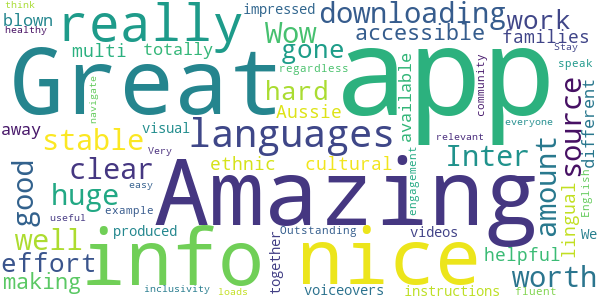 think
healthy
blown
really
impressed
Wow
downloading
accessible
work
families
multi
totally
gone
regardless
Great
app
navigate
hard
Aussie
available
community
Stay
speak
everyone
away
visual
stable
languages
source
different
Very
ethnic
cultural
Inter
relevant
clear
good
huge
easy
Amazing
engagement
amount
lingual
English
useful
example
well
produced
info
nice
Outstanding
videos
We
effort
together
helpful
making
inclusivity
loads
voiceovers
instructions
fluent
worth